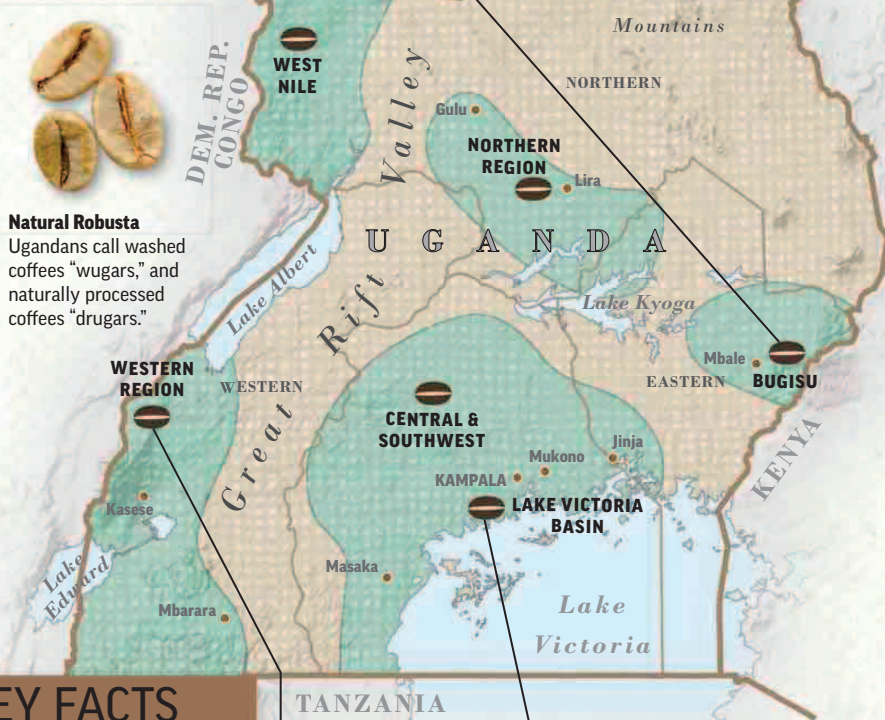 Mountains
WEST
NILE
DEM. REP.
CONGO
Valley
NORTHERN
Gulu
NORTHERN
REGION
Lira
Natural Robusta
Ugandans call washed
coffees “wugars,” and
naturally processed
coffees “drugars.”
UGANDA
Lake Albert
Rift
Lake Kyoga
Mbale
BUGISU
EASTERN
WESTERN
REGION
WESTERN
Great
CENTRAL &
SOUTHWEST
Jinja
Mukono
KAMPALA
KENYA
LAKE VICTORIA
BASIN
Kasese
Lake
Edward
Masaka
Mbarara
Lake
Victoria
EY FACTS
TANZANIA